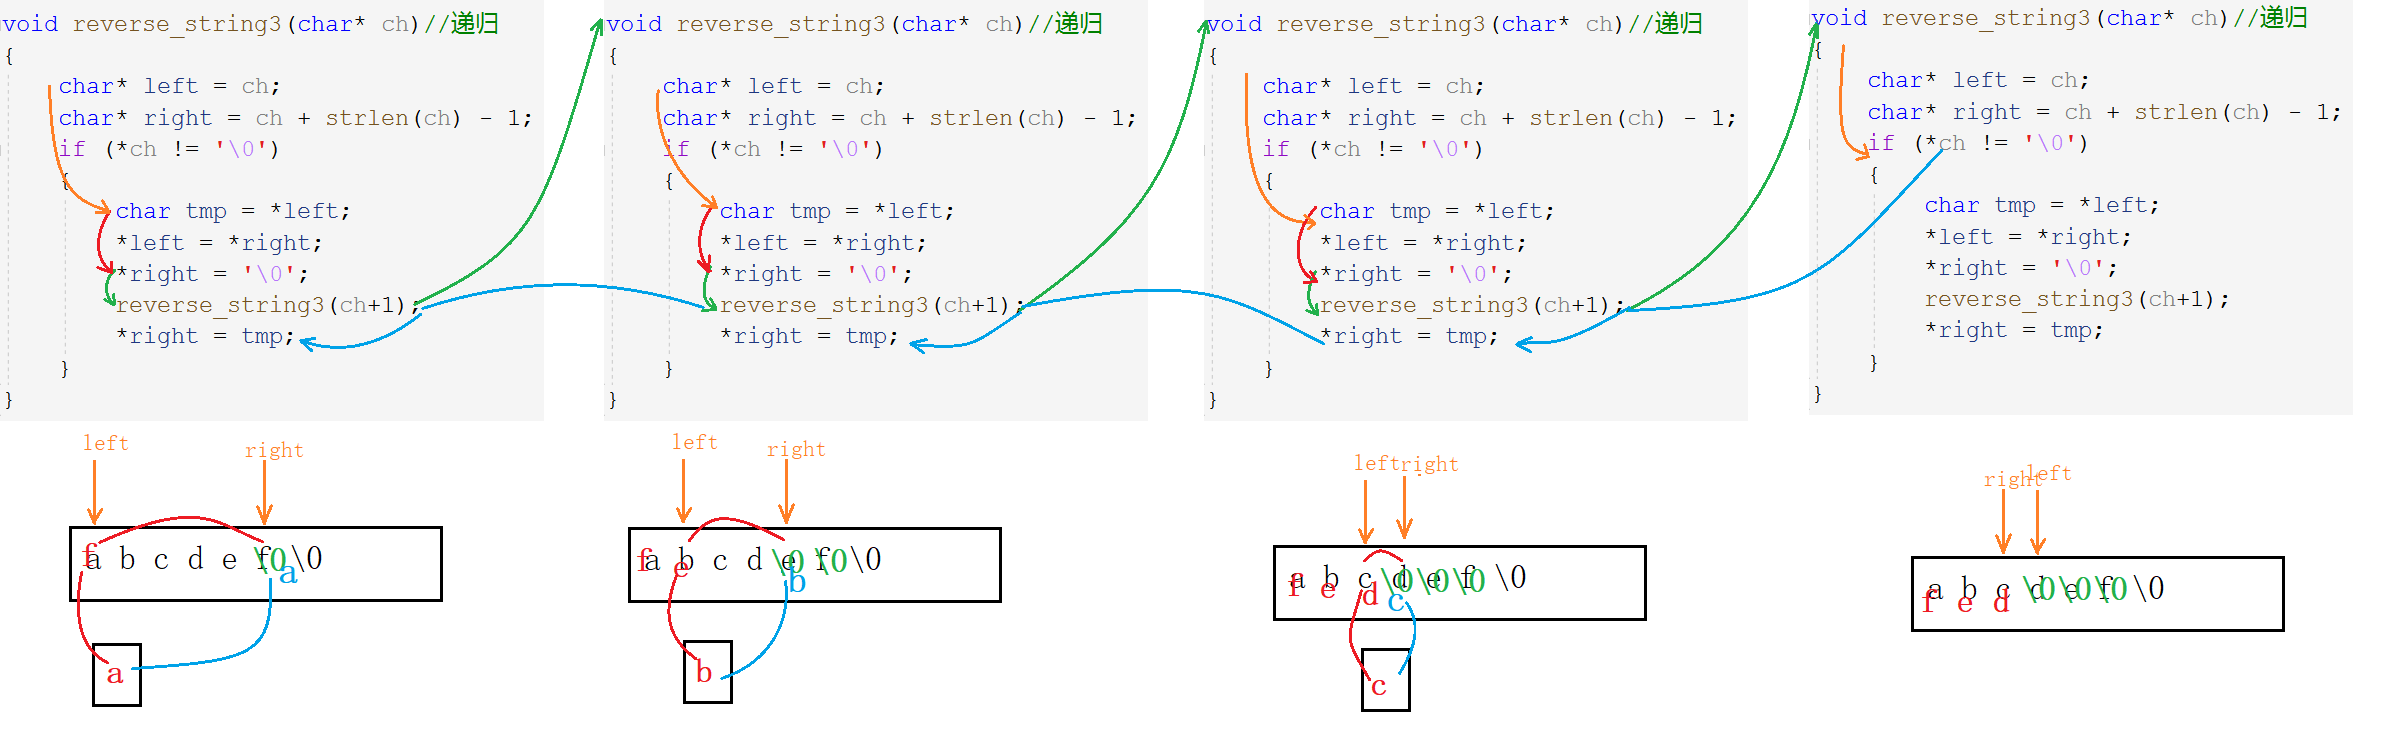 void reverse_string3(char* ch)//递归
{
char* left = ch;
char* right = ch + strlen(ch) - 1;
if (*ch != '\0')
{
char tmp = *left;
*left = *right;
*right = '\0';
reverse_string3(ch+1);
*right = tmp;
}
}
void reverse_string3(char* ch)//递归
{
char* left = ch;
char* right = ch + strlen(ch) - 1;
if (*ch != '\0')
{
char tmp = *left;
*left = *right;
*right = '\0';
reverse_string3(ch+1);
*right = tmp;
}
}
void reverse_string3(char* ch)//递归
{
char* left = ch;
char* right = ch + strlen(ch) - 1;
if (*ch != '\0')
{
char tmp = *left;
*left = *right;
*right = '\0';
reverse_string3(ch+1);
*right = tmp;
}
}
void reverse_string3(char* ch)//递归
{
char* left = ch;
char* right = ch + strlen(ch) - 1;
if (*ch != '\0')
{
char tmp = *left;
*left = *right;
*right = '\0';
reverse_string3(ch+1);
*right = tmp;
}
}
left
right
a b c d e f \0
f
\0
a
a
left
right
a b c d e f \0
f e
\0 \0
b
b
left
right
a b c d e f \0
f e d
\0 \0 \0
c
c
right
left
a b c d e f \0
f e d
\0 \0 \0